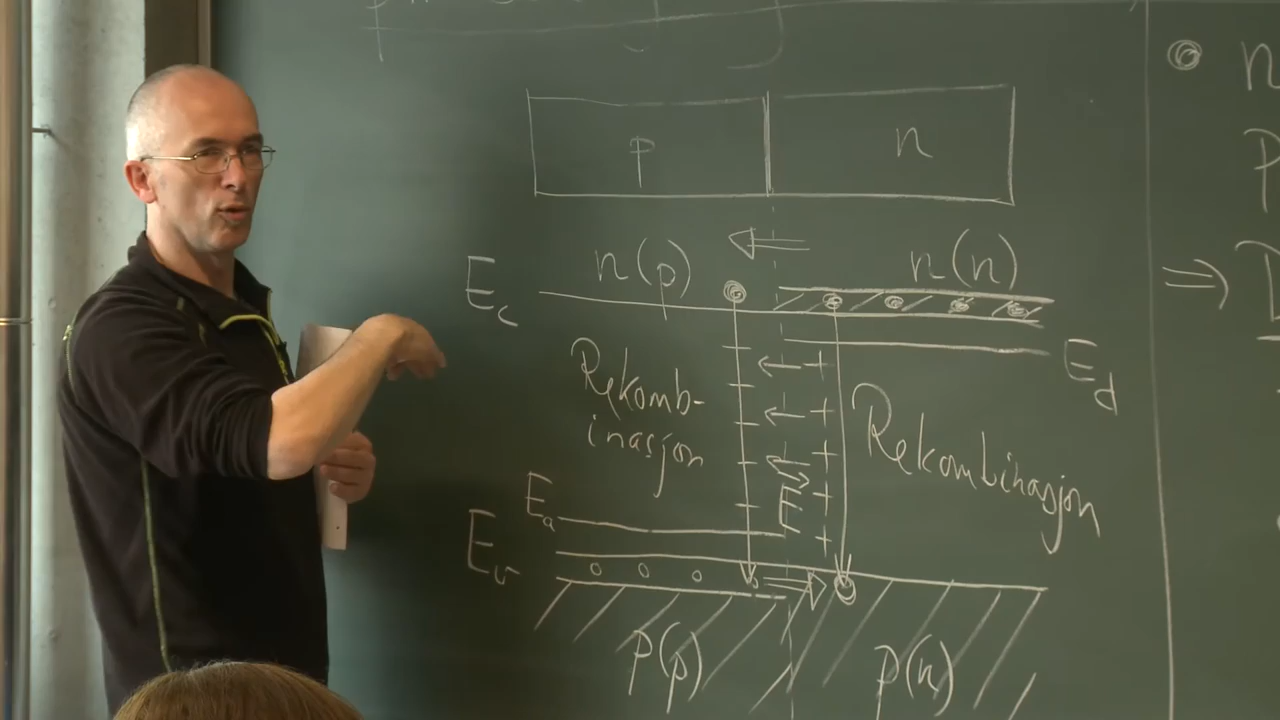 p n
n(p) n(n)
E_c
E_d
Rekomb-
inasjon
Rekombinasjon
E
E_a
E_v
p(p) p(n)
n
p
⇒